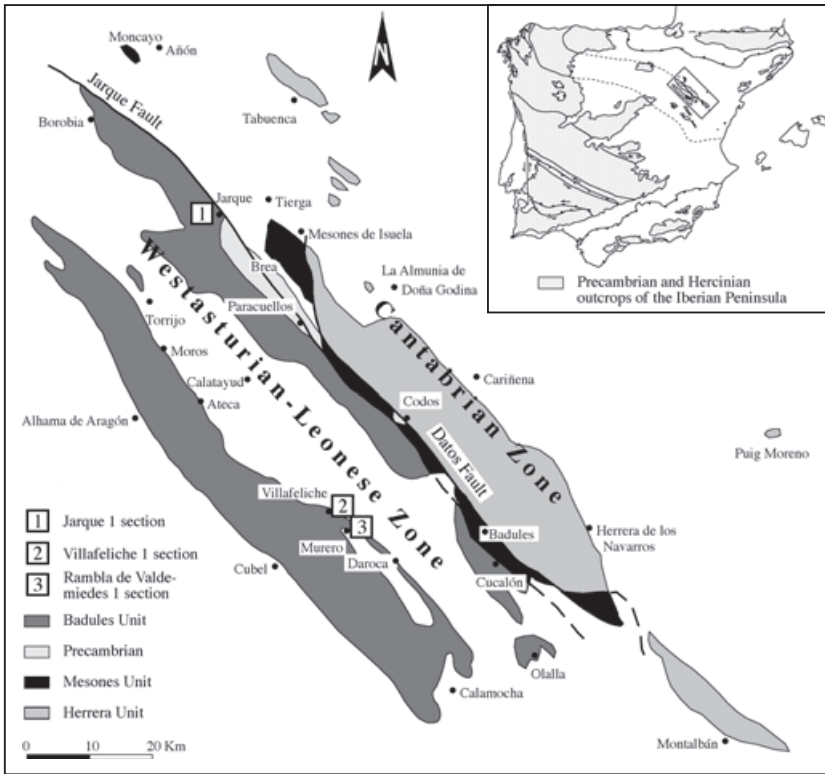 Moncayo
Añón
N
Jarque Fault
Borobia
Tabuenca
1
Jarque
Tierga
Mesones de Isuela
Brea
La Almunia de
Doña Godina
Paracuellos
Torrijo
Moros
Calatayud
Ateca
Alhama de Aragón
Westasturian-Leonese Zone
Cantabrian Zone
Cariñena
Codos
Datos Fault
Puig Moreno
Villafeliche
2
3
Murero
Daroca
Cubel
Badules
Cucalón
Herrera de los
Navarros
Olalla
Calamocha
Montalbán
Precambrian and Hercinian
outcrops of the Iberian Peninsula
1 Jarque 1 section
2 Villafeliche 1 section
3 Rambla de Valde-
miedes 1 section
Badules Unit
Precambrian
Mesones Unit
Herrera Unit
0 10 20 Km